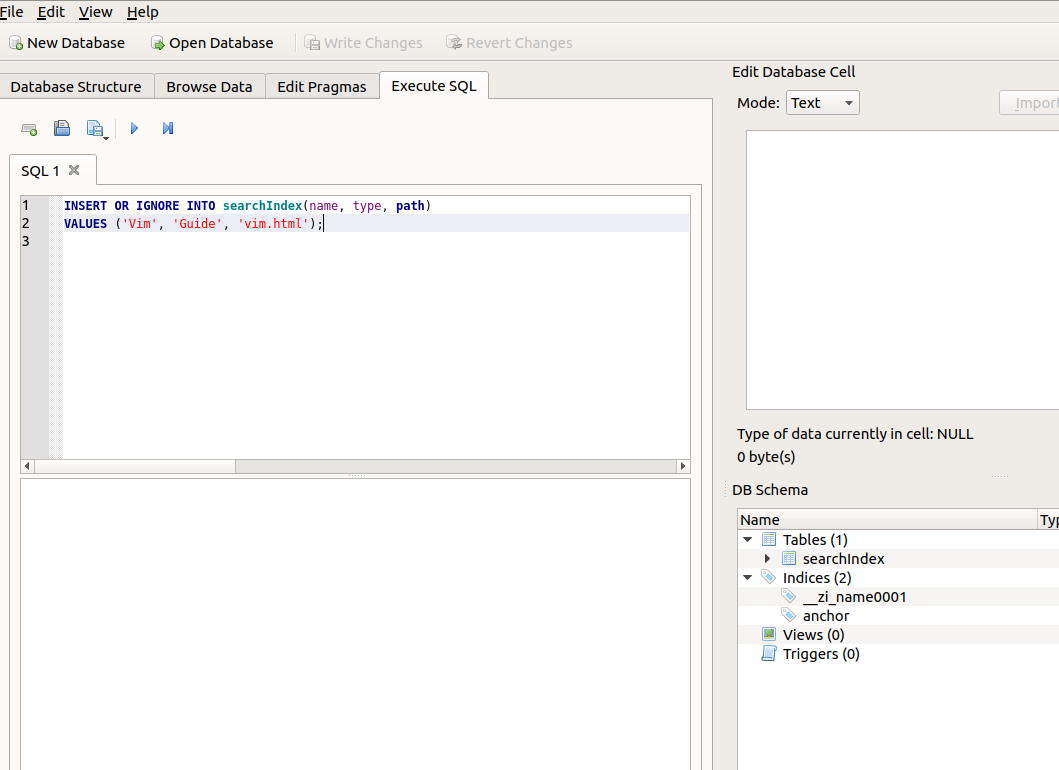 File Edit View Help
New Database Open Database Write Changes Revert Changes
Database Structure Browse Data Edit Pragmas Execute SQL
SQL 1
1 INSERT OR IGNORE INTO searchIndex(name, type, path)
2 VALUES ('Vim', 'Guide', 'vim.html');
3
Edit Database Cell
Mode: Text Import
Type of data currently in cell: NULL
0 byte(s)
DB Schema
Name Typ
Tables (1)
searchIndex
Indices (2)
__zi_name0001
anchor
Views (0)
Triggers (0)